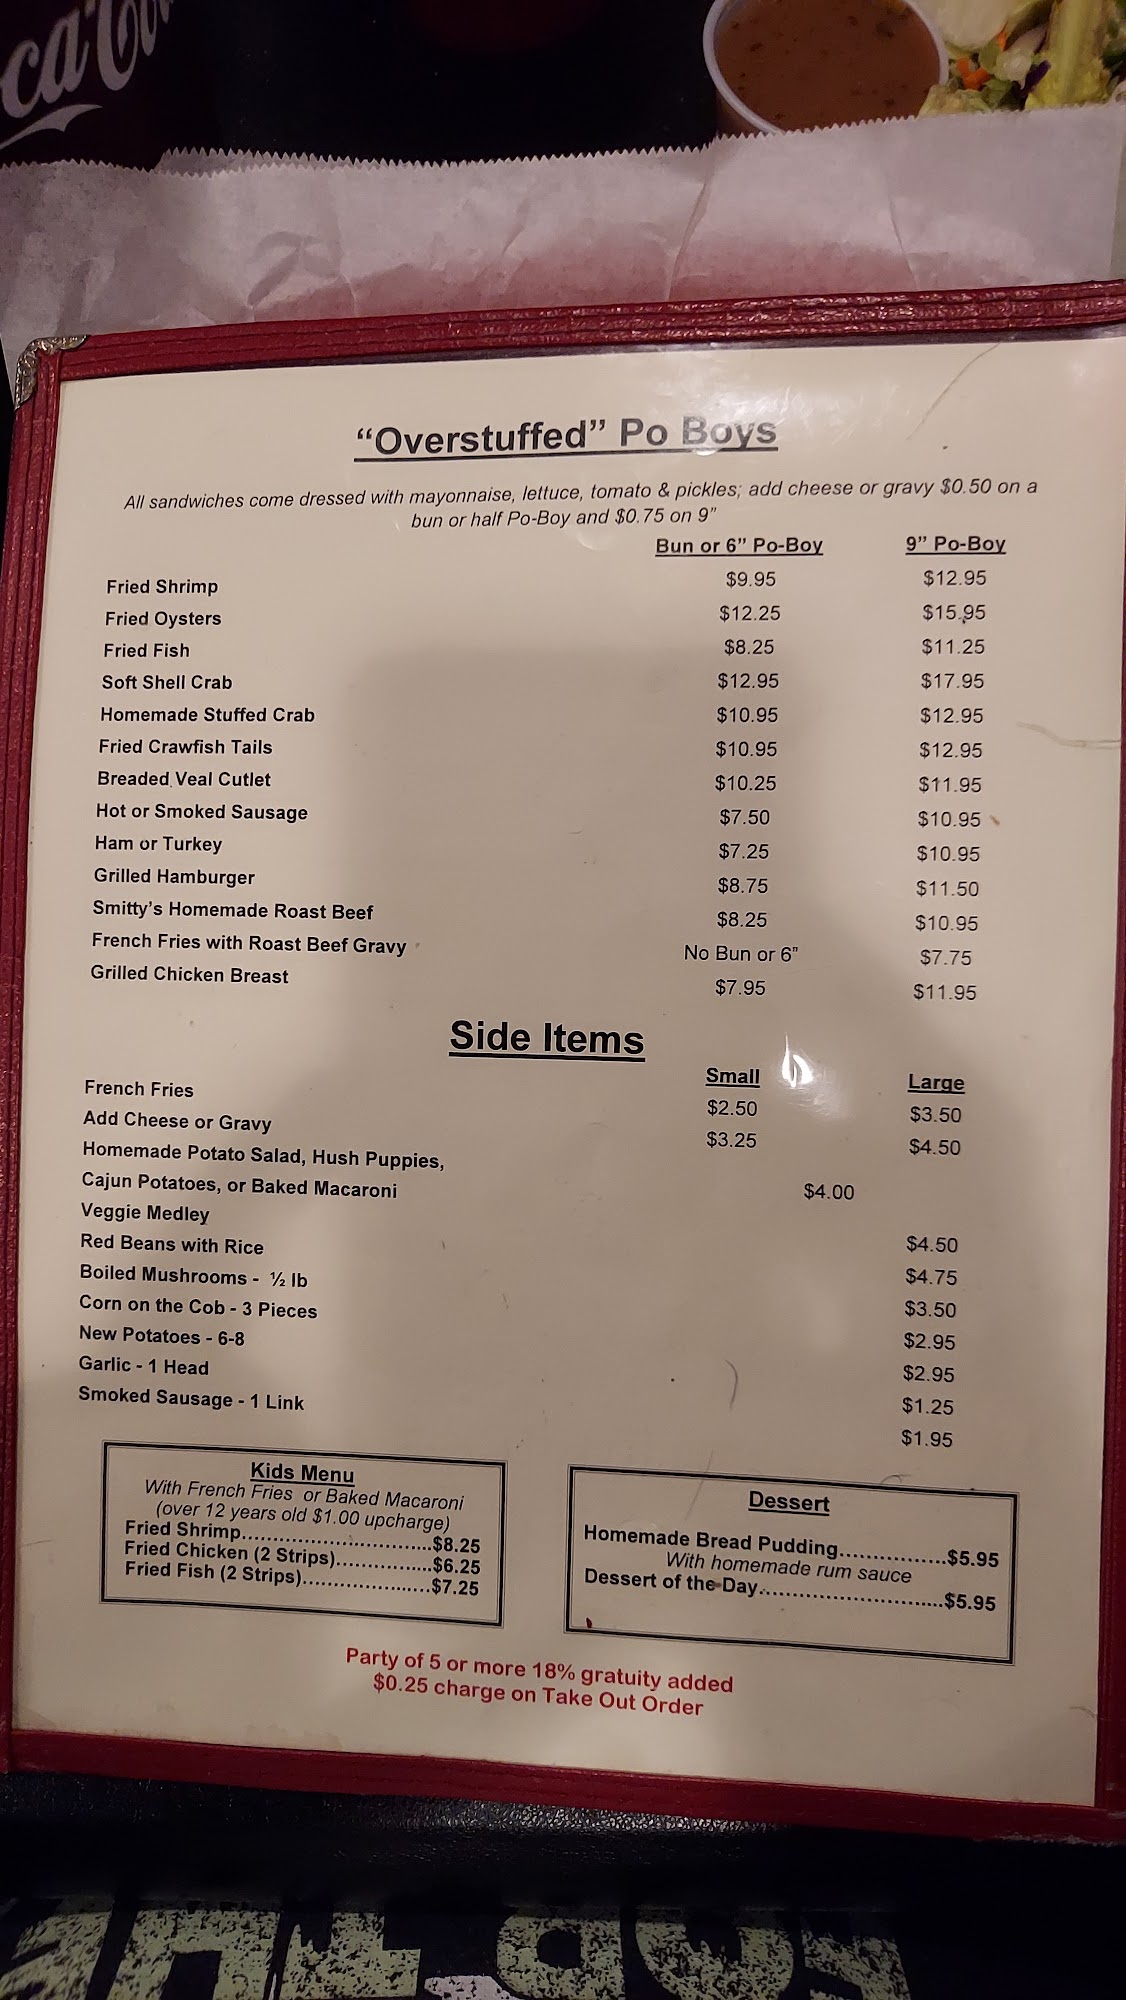 ca Co
"Overstuffed" Po Boys
All sandwiches come dressed with mayonnaise, lettuce, tomato & pickles; add cheese or gravy $0.50 on a
bun or half Po-Boy and $0.75 on 9"
Bun or 6" Po-Boy 9" Po-Boy
Fried Shrimp $9.95 $12.95
Fried Oysters $12.25 $15.95
Fried Fish $8.25 $11.25
Soft Shell Crab $12.95 $17.95
Homemade Stuffed Crab $10.95 $12.95
Fried Crawfish Tails $10.95 $12.95
Breaded Veal Cutlet $10.25 $11.95
Hot or Smoked Sausage $7.50 $10.95
Ham or Turkey $7.25 $10.95
Grilled Hamburger $8.75 $11.50
Smitty's Homemade Roast Beef $8.25 $10.95
French Fries with Roast Beef Gravy No Bun or 6" $7.75
Grilled Chicken Breast $7.95 $11.95
Side Items
Small Large
French Fries $2.50 $3.50
Add Cheese or Gravy $3.25 $4.50
Homemade Potato Salad, Hush Puppies,
Cajun Potatoes, or Baked Macaroni $4.00
Veggie Medley $4.50
Red Beans with Rice $4.75
Boiled Mushrooms - ½ lb $3.50
Corn on the Cob - 3 Pieces $2.95
New Potatoes - 6-8 $2.95
Garlic - 1 Head $1.25
Smoked Sausage - 1 Link $1.95
Kids Menu
With French Fries or Baked Macaroni
(over 12 years old $1.00 upcharge)
Fried Shrimp..............................$8.25
Fried Chicken (2 Strips)...............$6.25
Fried Fish (2 Strips).....................$7.25
Dessert
Homemade Bread Pudding................$5.95
With homemade rum sauce
Dessert of the Day............................$5.95
Party of 5 or more 18% gratuity added
$0.25 charge on Take Out Order